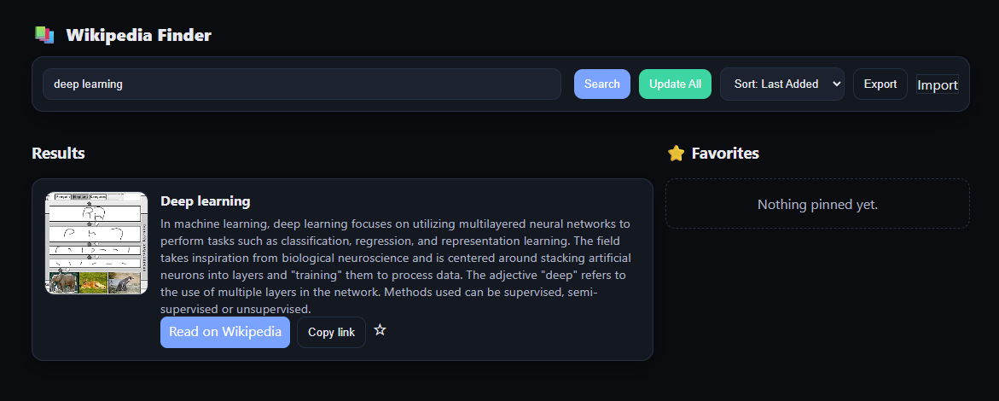 Wikipedia Finder
deep learning
Search
Update All
Sort: Last Added
Export
Import
Results
Deep learning
In machine learning, deep learning focuses on utilizing multilayered neural networks to
perform tasks such as classification, regression, and representation learning. The field
takes inspiration from biological neuroscience and is centered around stacking artificial
neurons into layers and "training" them to process data. The adjective "deep" refers to
the use of multiple layers in the network. Methods used can be supervised, semi-
supervised or unsupervised.
Read on Wikipedia
Copy link
Favorites
Nothing pinned yet.